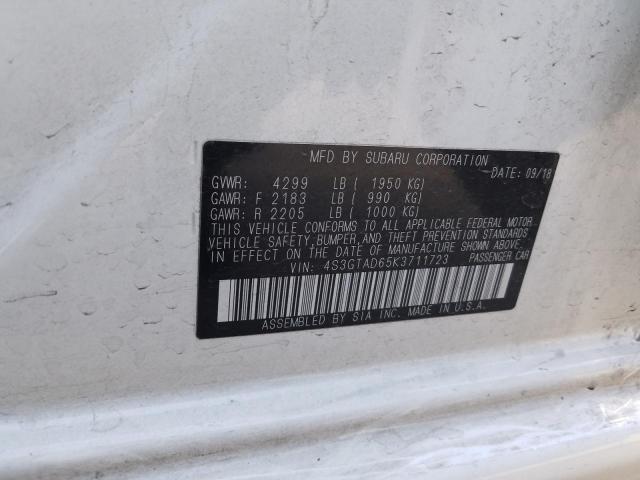 MFD BY SUBARU CORPORATION
DATE: 09/18
GVWR: 4299 LB ( 1950 KG)
GAWR: F 2183 LB ( 990 KG)
GAWR: R 2205 LB ( 1000 KG)
THIS VEHICLE CONFORMS TO ALL APPLICABLE FEDERAL MOTOR
VEHICLE SAFETY, BUMPER, AND THEFT PREVENTION STANDARDS
IN EFFECT ON THE DATE OF MANUFACTURE SHOWN ABOVE.
VIN: 4S3GTAD65K3711723 PASSENGER CAR
ASSEMBLED BY SIA INC. MADE IN U.S.A.